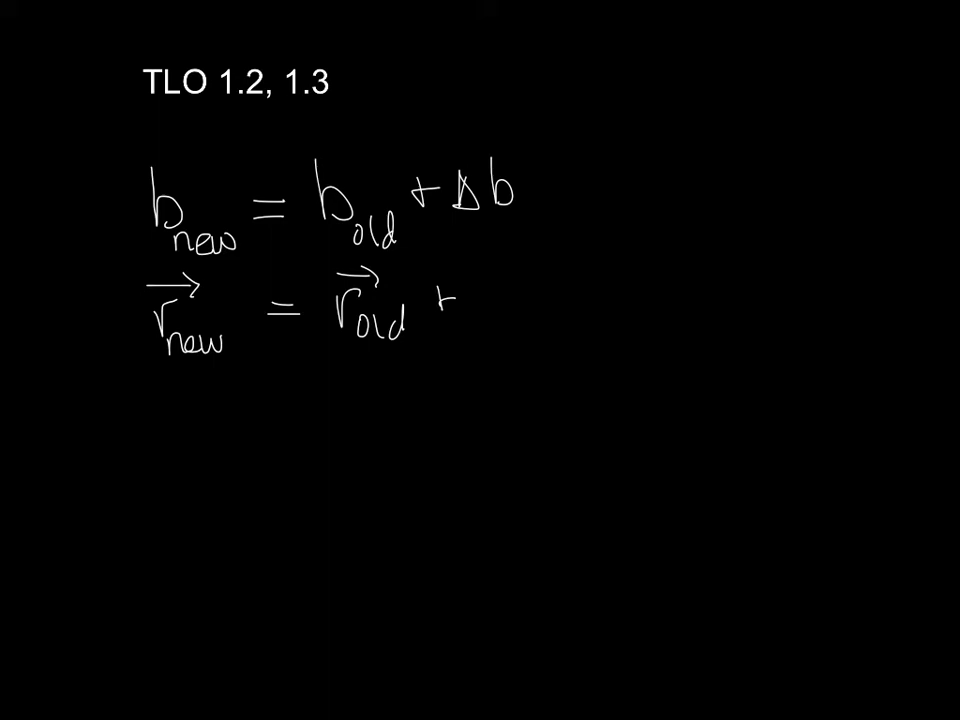 TLO 1.2, 1.3
b_new = b_old + Δb
r⃗_new = r⃗_old +